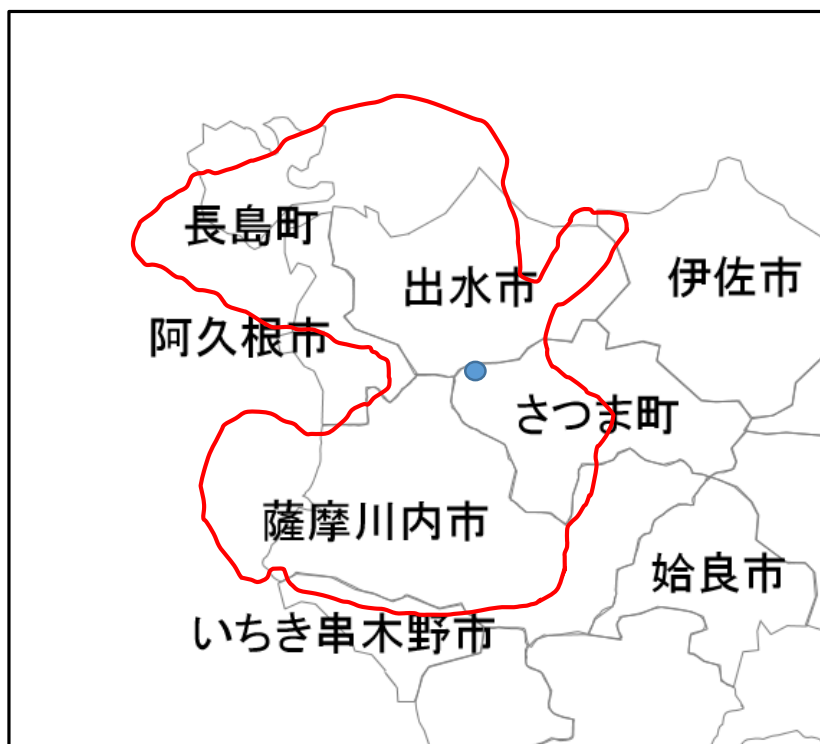 長島町
出水市
伊佐市
阿久根市
さつま町
薩摩川内市
姶良市
いちき串木野市